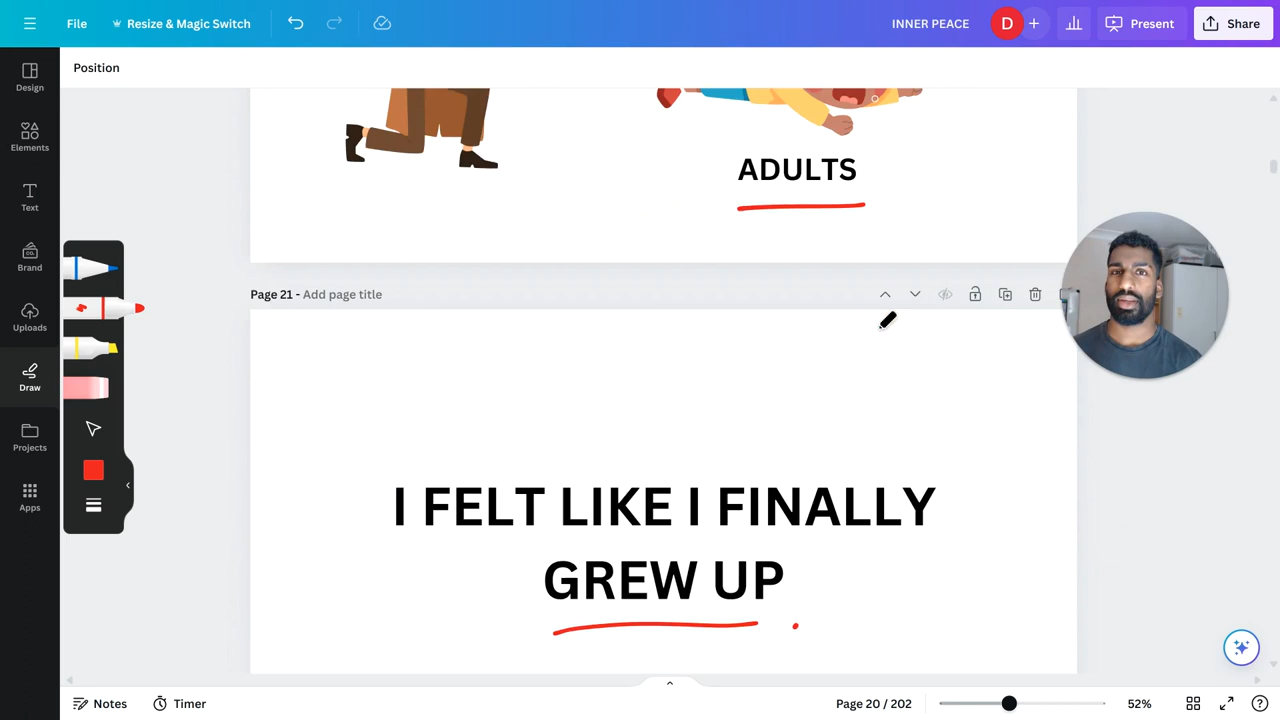 File
Resize & Magic Switch
INNER PEACE
D
Present
Share
Position
Design
Elements
Text
Brand
Uploads
Draw
Projects
Apps
ADULTS
Page 21 - Add page title
I FELT LIKE I FINALLY
GREW UP
Notes
Timer
Page 20 / 202
52%